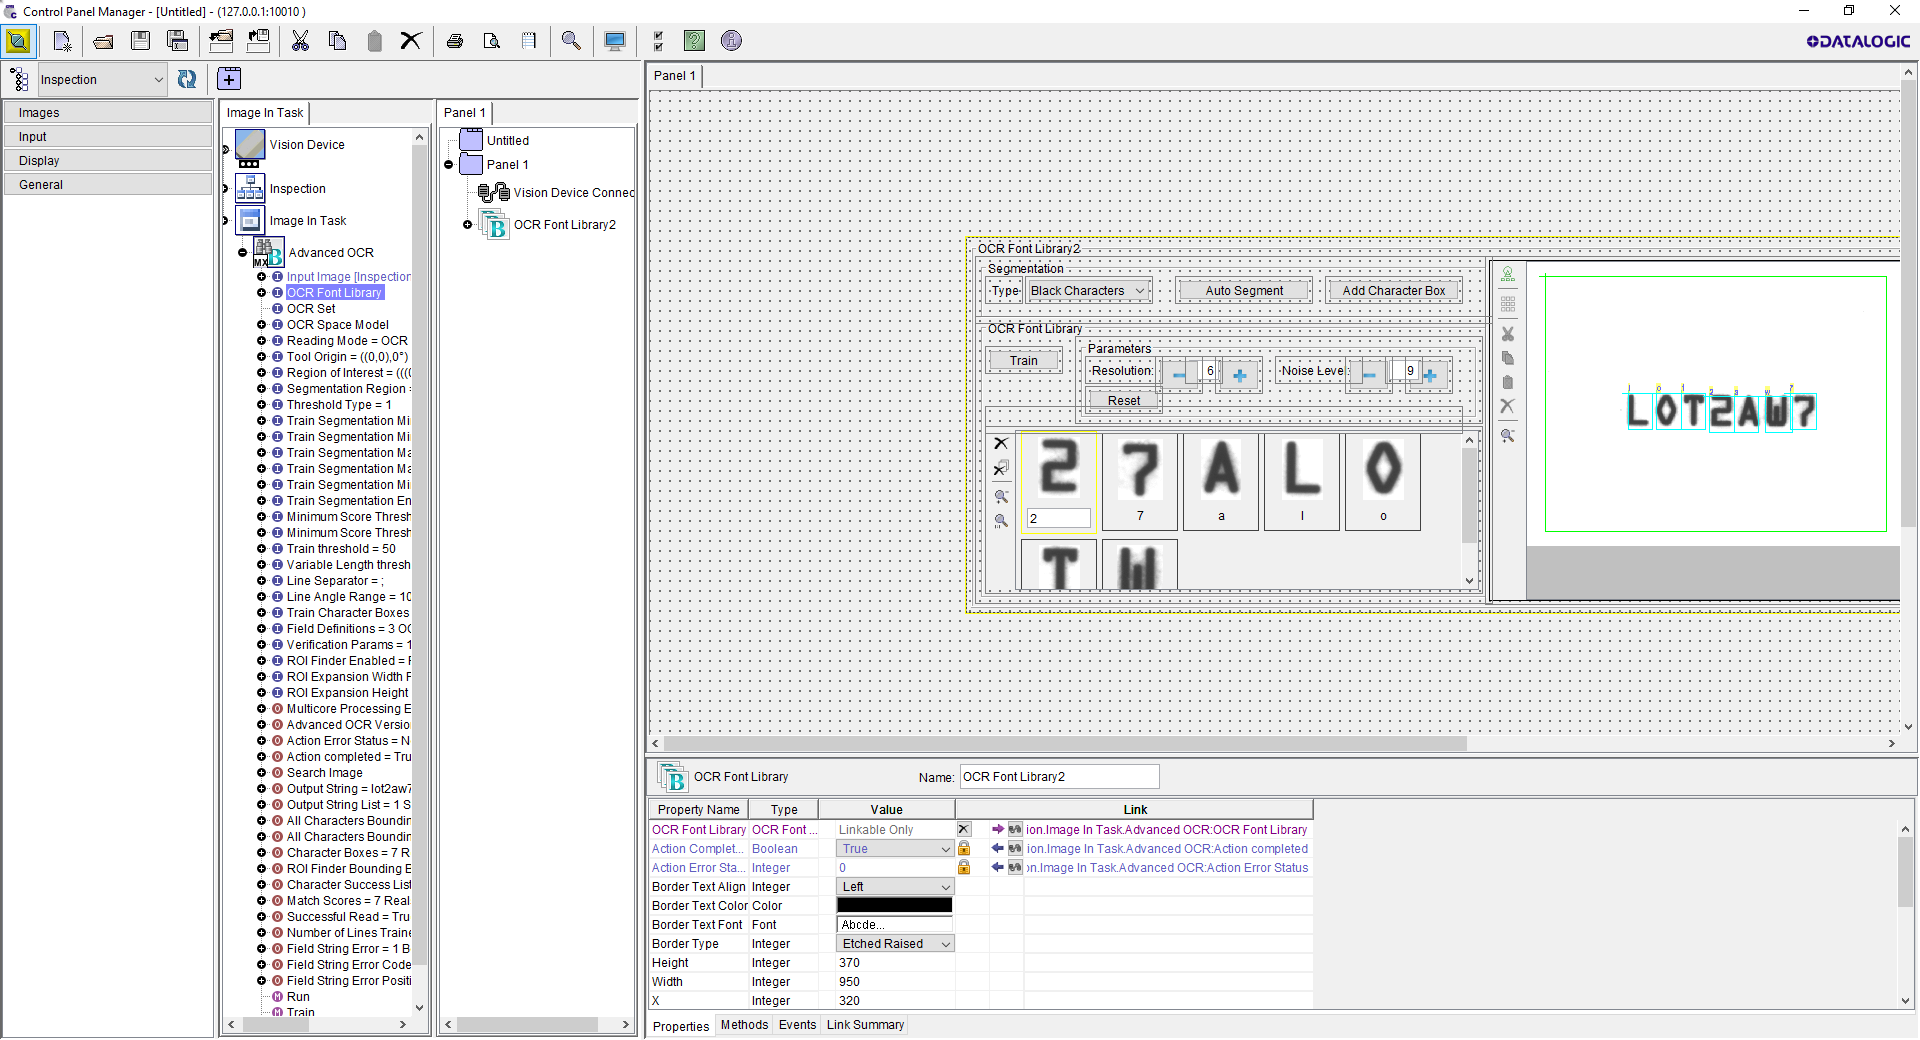 Control Panel Manager - [Untitled] - (127.0.0.1:10010 )
DATALOGIC
Inspection
Images
Input
Display
General
Image In Task
Vision Device
Inspection
Image In Task
Advanced OCR
Input Image [Inspection
OCR Font Library
OCR Set
OCR Space Model
Reading Mode = OCR
Tool Origin = ((0,0),0°)
Region of Interest = (((0
Segmentation Region =
Threshold Type = 1
Train Segmentation Mi
Train Segmentation Mi
Train Segmentation Ma
Train Segmentation Ma
Train Segmentation Mi
Train Segmentation En
Minimum Score Thresh
Minimum Score Thresh
Train threshold = 50
Variable Length thresh
Line Separator = ;
Line Angle Range = 10
Train Character Boxes
Field Definitions = 3 OC
Verification Params = 1
ROI Finder Enabled = F
ROI Expansion Width F
ROI Expansion Height
Multicore Processing E
Advanced OCR Versio
Action Error Status = N
Action completed = Tru
Search Image
Output String = lot2aw7
Output String List = 1 S
All Characters Boundin
All Characters Boundin
Character Boxes = 7 R
ROI Finder Bounding B
Character Success List
Match Scores = 7 Real
Successful Read = Tru
Number of Lines Traine
Field String Error = 1 B
Field String Error Code
Field String Error Positi
Run
Train
Panel 1
Untitled
Panel 1
Vision Device Connec
OCR Font Library2
Panel 1
OCR Font Library2
Segmentation
Type Black Characters Auto Segment Add Character Box
OCR Font Library
Train
Parameters
Resolution: 6 Noise Level: 9
Reset
2 7 A L O
2 7 a l o
T W
l o t 2 a w 7
LOT2AW7
OCR Font Library Name: OCR Font Library2
Property Name Type Value Link
OCR Font Library OCR Font ... Linkable Only ion.Image In Task.Advanced OCR:OCR Font Library
Action Complet... Boolean True ion.Image In Task.Advanced OCR:Action completed
Action Error Sta... Integer 0 on.Image In Task.Advanced OCR:Action Error Status
Border Text Align Integer Left
Border Text Color Color
Border Text Font Font Abcde...
Border Type Integer Etched Raised
Height Integer 370
Width Integer 950
X Integer 320
Properties Methods Events Link Summary